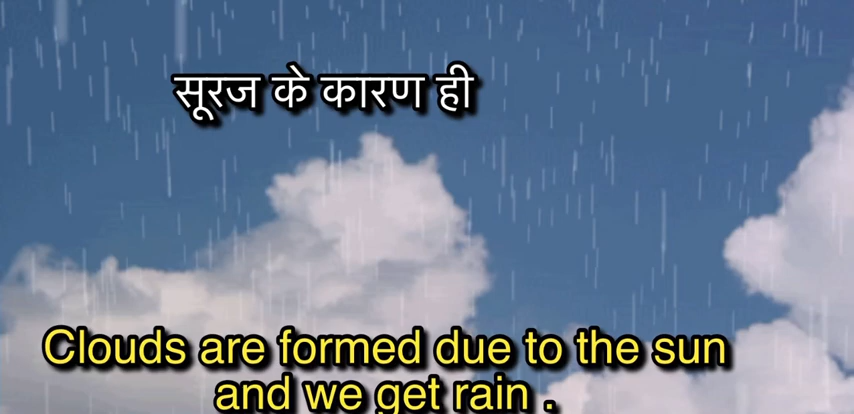 सूरज के कारण ही
Clouds are formed due to the sun
and we get rain .